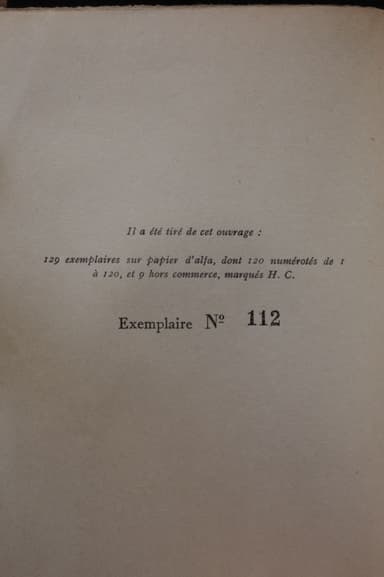 Il a été tiré de cet ouvrage :
129 exemplaires sur papier d'alfa, dont 120 numérotés de 1
à 120, et 9 hors commerce, marqués H. C.
Exemplaire Nº 112